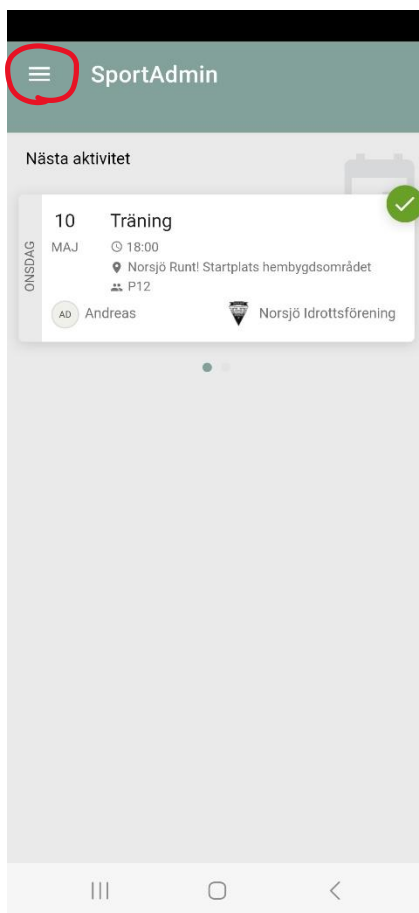 SportAdmin
Nästa aktivitet
ONSDAG
10 Träning
MAJ 18:00
Norsjö Runt! Startplats hembygdsområdet
P12
AD Andreas Norsjö Idrottsförening